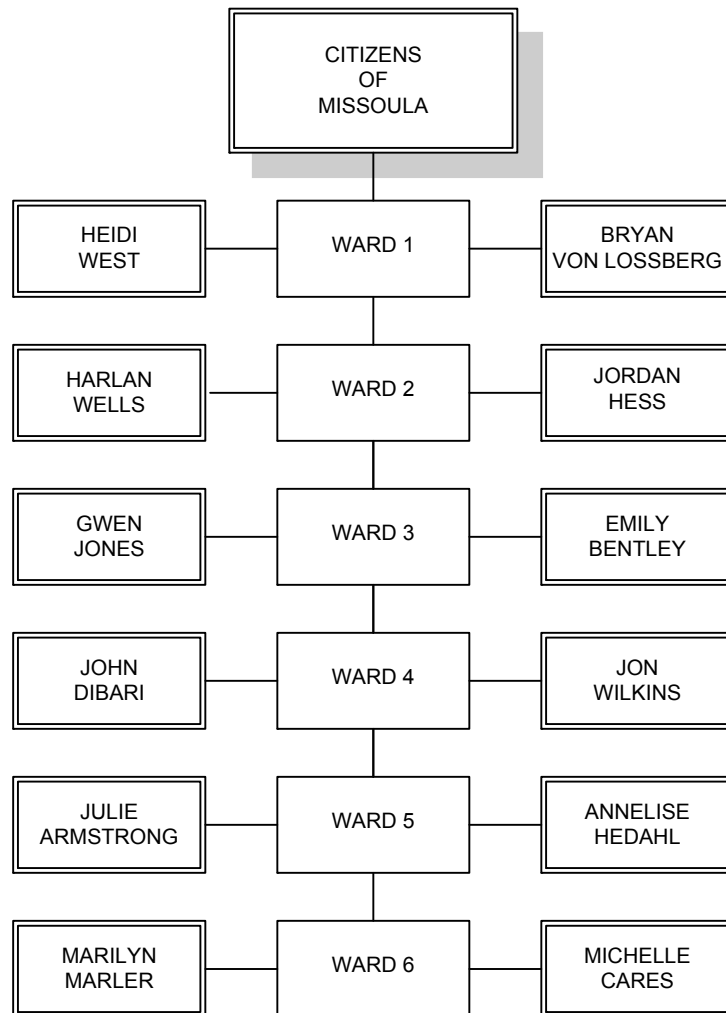 CITIZENS
OF
MISSOULA
HEIDI
WEST
WARD 1
BRYAN
VON LOSSBERG
HARLAN
WELLS
WARD 2
JORDAN
HESS
GWEN
JONES
WARD 3
EMILY
BENTLEY
JOHN
DIBARI
WARD 4
JON
WILKINS
JULIE
ARMSTRONG
WARD 5
ANNELISE
HEDAHL
MARILYN
MARLER
WARD 6
MICHELLE
CARES